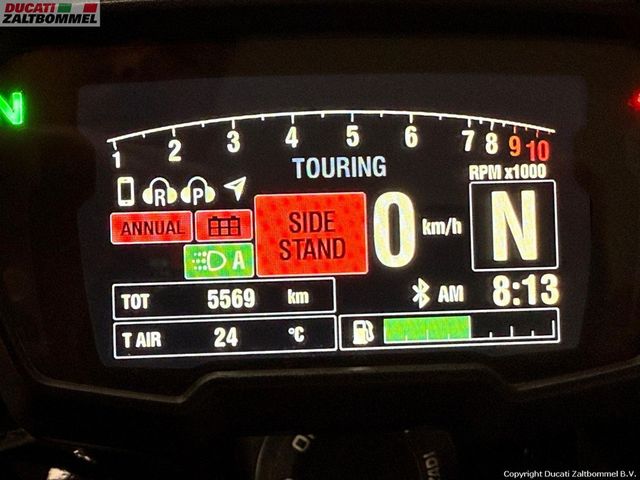 DUCATI
ZALTBOMMEL
N
1 2 3 4 5 6 7 8 9 10
TOURING
RPM x1000
R P
ANNUAL
SIDE
STAND
0 km/h
N
A
TOT 5569 km
AM 8:13
T AIR 24 °C
Copyright Ducati Zaltbommel B.V.